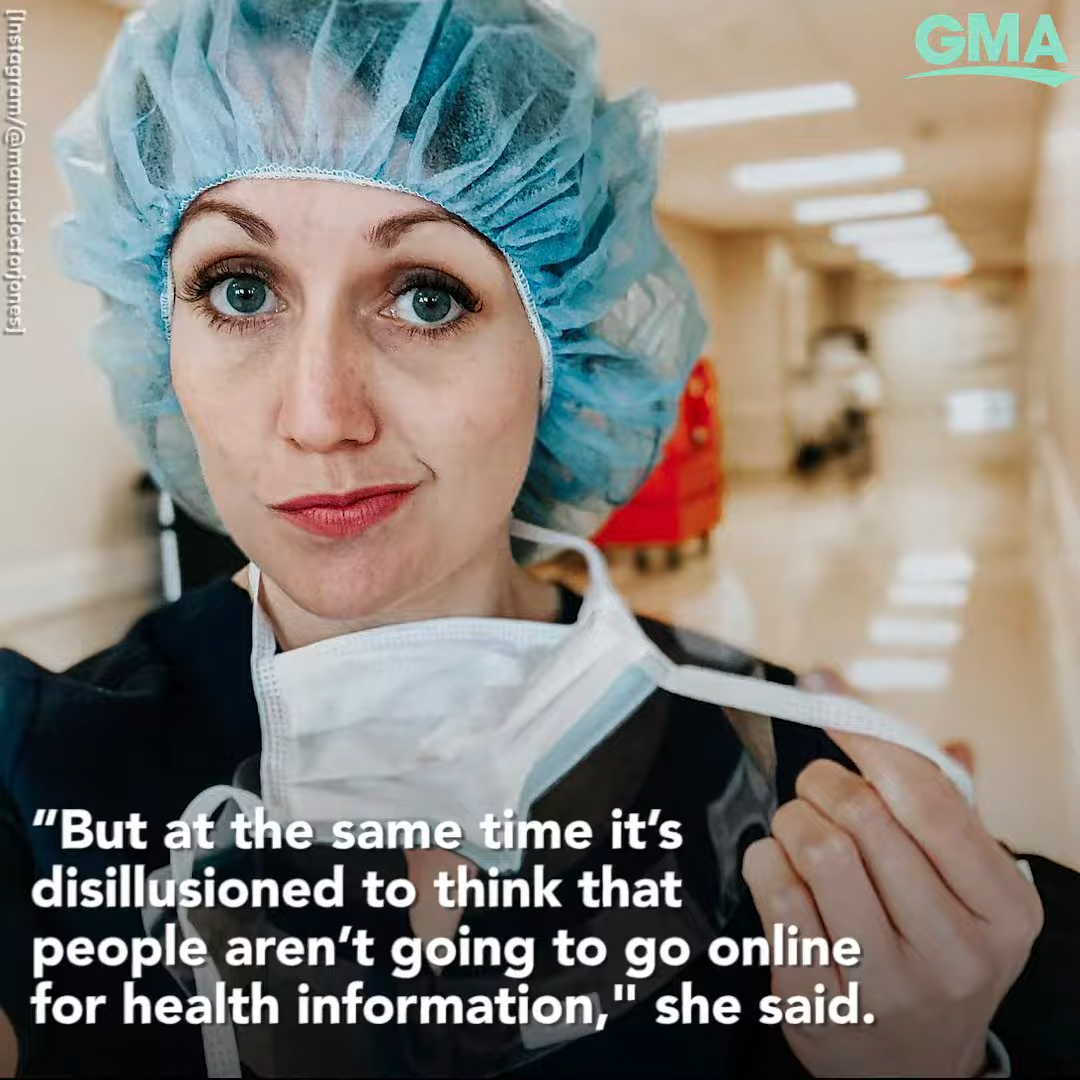 [Instagram/@mamadoctorjones]
GMA
“But at the same time it’s
disillusioned to think that
people aren’t going to go online
for health information," she said.